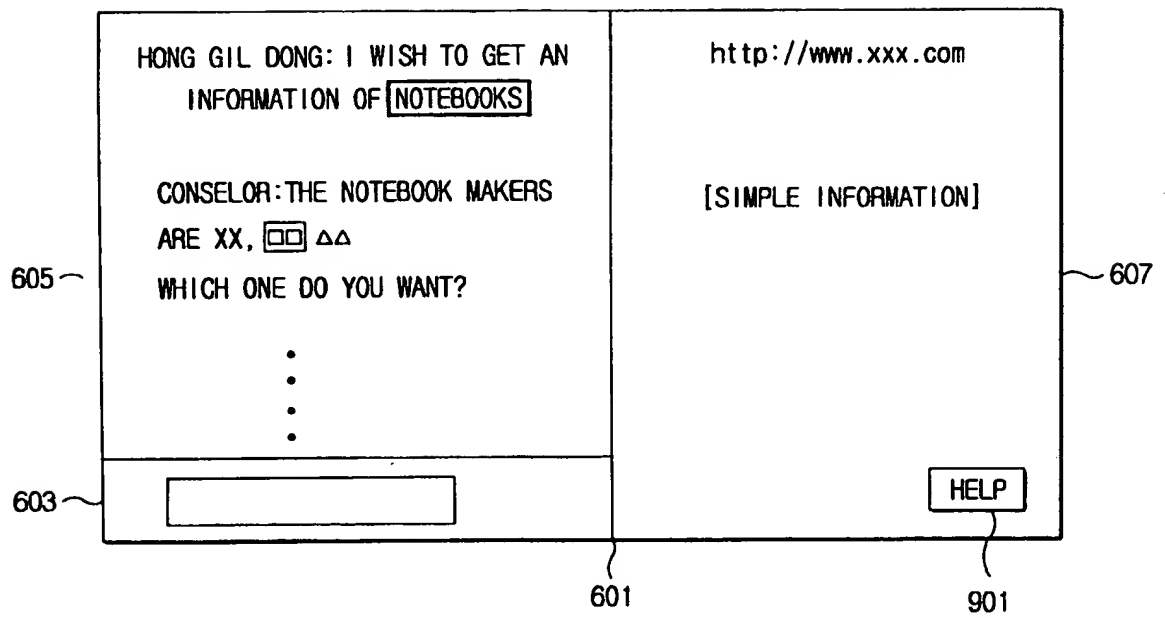 HONG GIL DONG: I WISH TO GET AN
INFORMATION OF NOTEBOOKS
CONSELOR:THE NOTEBOOK MAKERS
ARE XX, □□ △△
WHICH ONE DO YOU WANT?
http://www.xxx.com
[SIMPLE INFORMATION]
HELP
605
607
603
601
901